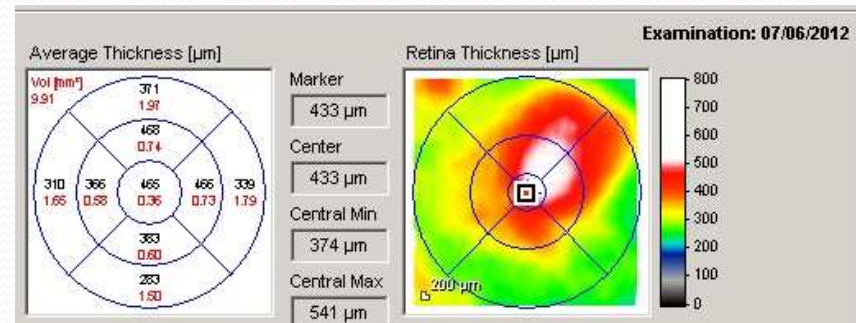 Examination: 07/06/2012
Average Thickness [µm]
Retina Thickness [µm]
Vol [mm³]
9.91
371
1.97
468
0.74
310
1.65
366
0.58
465
0.36
466
0.73
339
1.79
383
0.60
283
1.50
Marker
433 µm
Center
433 µm
Central Min
374 µm
Central Max
541 µm
200 µm
800
700
600
500
400
300
200
100
0